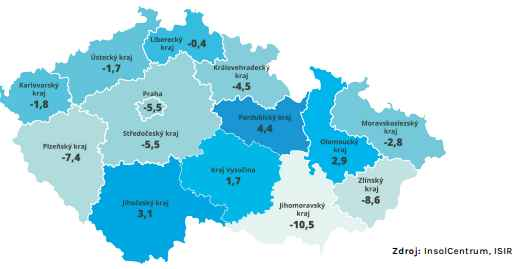 Liberecký
kraj -0,4
Ústecký kraj
-1,7
Královehradecký
kraj
-4,5
Karlovarský
kraj
-1,8
Praha
-5,5
Pardubický kraj
4,4
Moravskoslezský
kraj
-2,8
Středočeský kraj
-5,5
Plzeňský kraj
-7,4
Olomoucký
kraj
2,9
Kraj Vysočina
1,7
Zlínský
kraj
-8,6
Jihočeský kraj
3,1
Jihomoravský
kraj
-10,5
Zdroj: InsolCentrum, ISIR